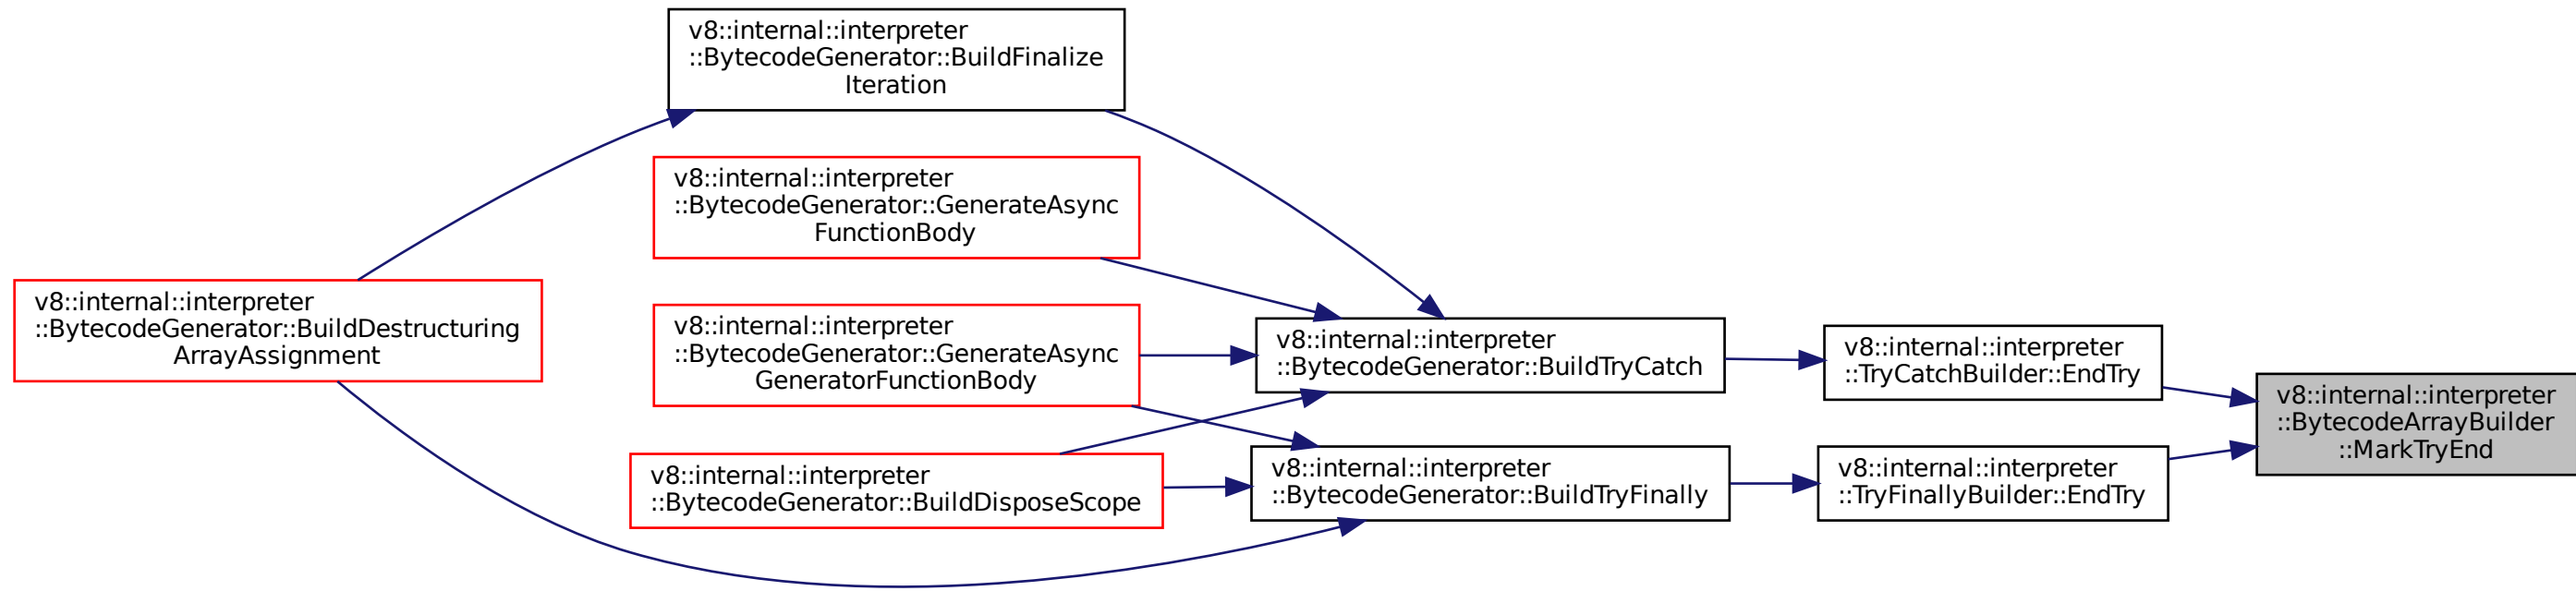 v8::internal::interpreter
::BytecodeGenerator::BuildFinalize
Iteration
v8::internal::interpreter
::BytecodeGenerator::GenerateAsync
FunctionBody
v8::internal::interpreter
::BytecodeGenerator::BuildDestructuring
ArrayAssignment
v8::internal::interpreter
::BytecodeGenerator::GenerateAsync
GeneratorFunctionBody
v8::internal::interpreter
::BytecodeGenerator::BuildTryCatch
v8::internal::interpreter
::TryCatchBuilder::EndTry
v8::internal::interpreter
::BytecodeArrayBuilder
::MarkTryEnd
v8::internal::interpreter
::BytecodeGenerator::BuildDisposeScope
v8::internal::interpreter
::BytecodeGenerator::BuildTryFinally
v8::internal::interpreter
::TryFinallyBuilder::EndTry